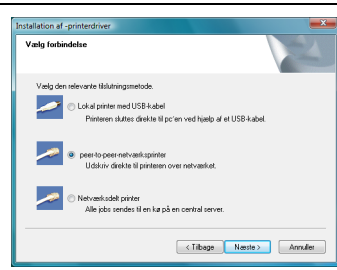 Installation af -printerdriver
Vælg forbindelse
Vælg den relevante tilslutningsmetode.
Lokal printer med USB-kabel
Printeren sluttes direkte til pc'en ved hjælp af et USB-kabel.
peer-to-peer-netværksprinter
Udskriv direkte til printeren over netværket.
Netværksdelt printer
Alle jobs sendes til en kø på en central server.
< Tilbage
Næste >
Annuller